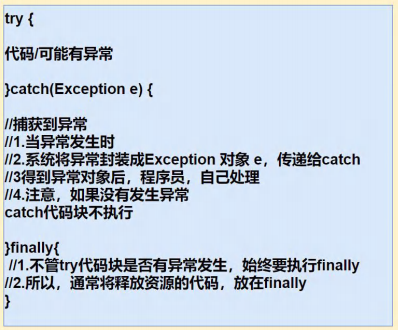 try {
代码/可能有异常
}catch(Exception e) {
//捕获到异常
//1.当异常发生时
//2.系统将异常封装成Exception 对象 e，传递给catch
//3得到异常对象后，程序员，自己处理
//4.注意，如果没有发生异常
catch代码块不执行
}finally{
//1.不管try代码块是否有异常发生，始终要执行finally
//2.所以，通常将释放资源的代码，放在finally
}